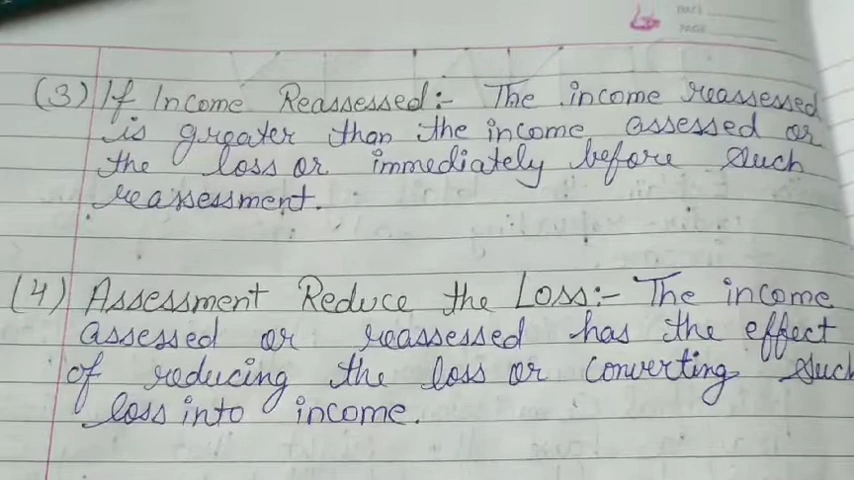 DATE
PAGE
(3) If Income Reassessed:- The income reassessed
is greater than the income assessed or
the loss or immediately before such
reassessment.
(4) Assessment Reduce the Loss:- The income
assessed or reassessed has the effect
of reducing the loss or converting such
loss into income.